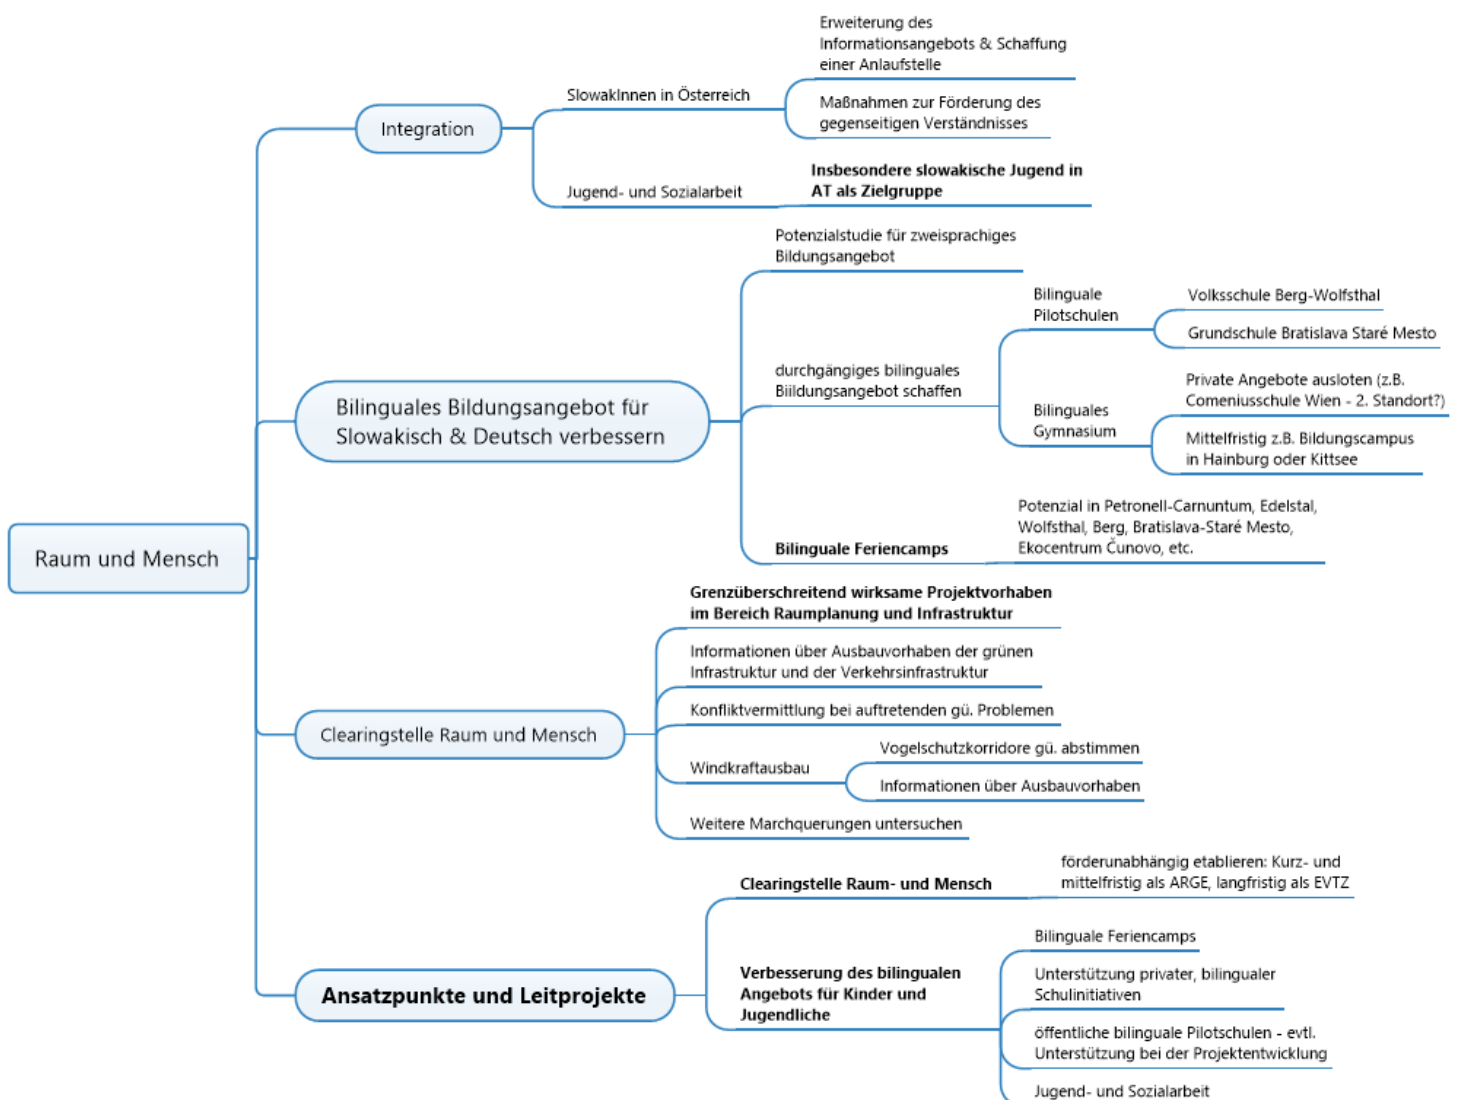 Raum und Mensch
Integration
SlowakInnen in Österreich
Erweiterung des
Informationsangebots & Schaffung
einer Anlaufstelle
Maßnahmen zur Förderung des
gegenseitigen Verständnisses
Jugend- und Sozialarbeit
Insbesondere slowakische Jugend in
AT als Zielgruppe
Bilinguales Bildungsangebot für
Slowakisch & Deutsch verbessern
Potenzialstudie für zweisprachiges
Bildungsangebot
durchgängiges bilinguales
Biildungsangebot schaffen
Bilinguale
Pilotschulen
Volksschule Berg-Wolfsthal
Grundschule Bratislava Staré Mesto
Bilinguales
Gymnasium
Private Angebote ausloten (z.B.
Comeniusschule Wien - 2. Standort?)
Mittelfristig z.B. Bildungscampus
in Hainburg oder Kittsee
Bilinguale Feriencamps
Potenzial in Petronell-Carnuntum, Edelstal,
Wolfsthal, Berg, Bratislava-Staré Mesto,
Ekocentrum Čunovo, etc.
Clearingstelle Raum und Mensch
Grenzüberschreitend wirksame Projektvorhaben
im Bereich Raumplanung und Infrastruktur
Informationen über Ausbauvorhaben der grünen
Infrastruktur und der Verkehrsinfrastruktur
Konfliktvermittlung bei auftretenden gü. Problemen
Windkraftausbau
Vogelschutzkorridore gü. abstimmen
Informationen über Ausbauvorhaben
Weitere Marchquerungen untersuchen
Ansatzpunkte und Leitprojekte
Clearingstelle Raum- und Mensch
förderunabhängig etablieren: Kurz- und
mittelfristig als ARGE, langfristig als EVTZ
Verbesserung des bilingualen
Angebots für Kinder und
Jugendliche
Bilinguale Feriencamps
Unterstützung privater, bilingualer
Schulinitiativen
öffentliche bilinguale Pilotschulen - evtl.
Unterstützung bei der Projektentwicklung
Jugend- und Sozialarbeit